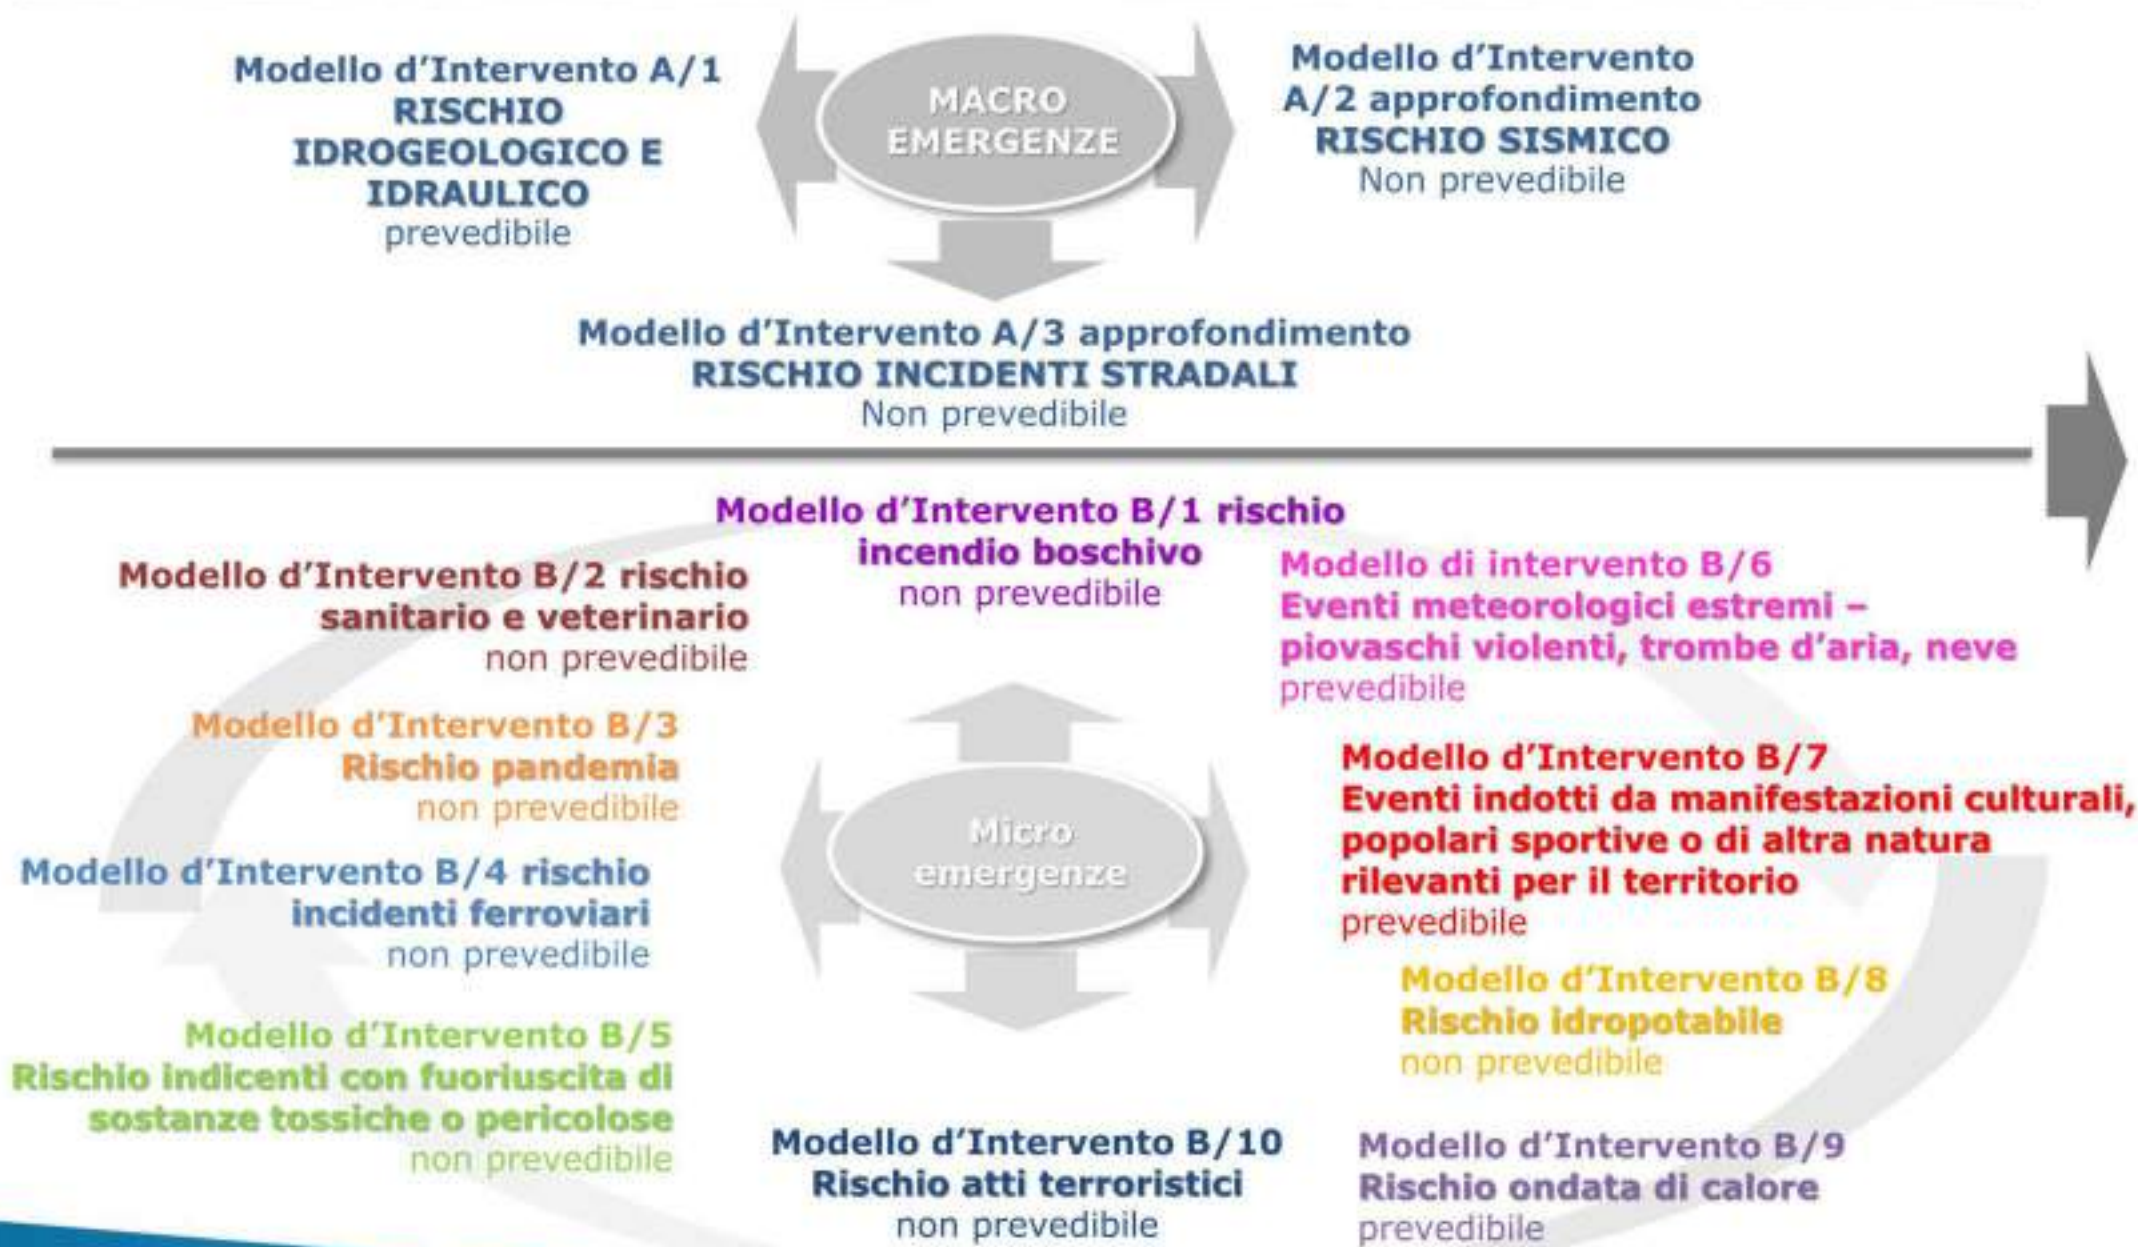 Modello d'Intervento A/1
RISCHIO
IDROGEOLOGICO E
IDRAULICO
prevedibile
MACRO
EMERGENZE
Modello d'Intervento
A/2 approfondimento
RISCHIO SISMICO
Non prevedibile
Modello d'Intervento A/3 approfondimento
RISCHIO INCIDENTI STRADALI
Non prevedibile
Modello d'Intervento B/1 rischio
incendio boschivo
non prevedibile
Modello d'Intervento B/2 rischio
sanitario e veterinario
non prevedibile
Modello d'Intervento B/3
Rischio pandemia
non prevedibile
Modello d'Intervento B/4 rischio
incidenti ferroviari
non prevedibile
Modello d'Intervento B/5
Rischio indicenti con fuoriuscita di
sostanze tossiche o pericolose
non prevedibile
Micro
emergenze
Modello di intervento B/6
Eventi meteorologici estremi –
piovaschi violenti, trombe d'aria, neve
prevedibile
Modello d'Intervento B/7
Eventi indotti da manifestazioni culturali,
popolari sportive o di altra natura
rilevanti per il territorio
prevedibile
Modello d'Intervento B/8
Rischio idropotabile
non prevedibile
Modello d'Intervento B/9
Rischio ondata di calore
prevedibile
Modello d'Intervento B/10
Rischio atti terroristici
non prevedibile